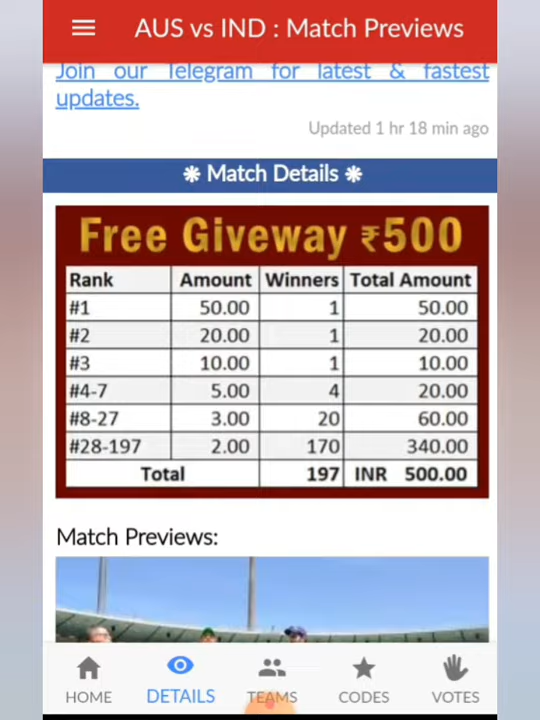 AUS vs IND : Match Previews
Join our Telegram for latest & fastest
updates.
Updated 1 hr 18 min ago
❋ Match Details ❋
Free Giveway ₹500
Rank Amount Winners Total Amount
#1 50.00 1 50.00
#2 20.00 1 20.00
#3 10.00 1 10.00
#4-7 5.00 4 20.00
#8-27 3.00 20 60.00
#28-197 2.00 170 340.00
Total 197 INR 500.00
Match Previews:
HOME DETAILS TEAMS CODES VOTES